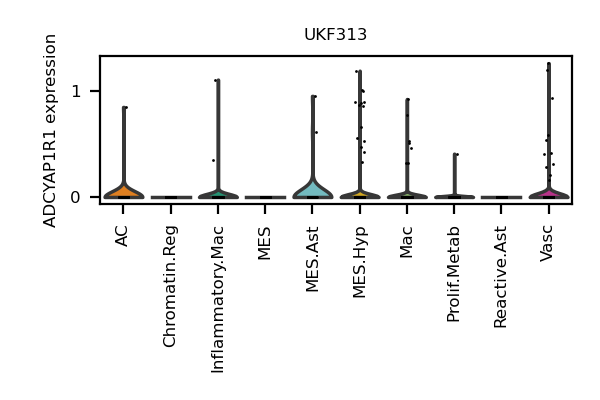 UKF313
ADCYAP1R1 expression
1
0
AC
Chromatin.Reg
Inflammatory.Mac
MES
MES.Ast
MES.Hyp
Mac
Prolif.Metab
Reactive.Ast
Vasc